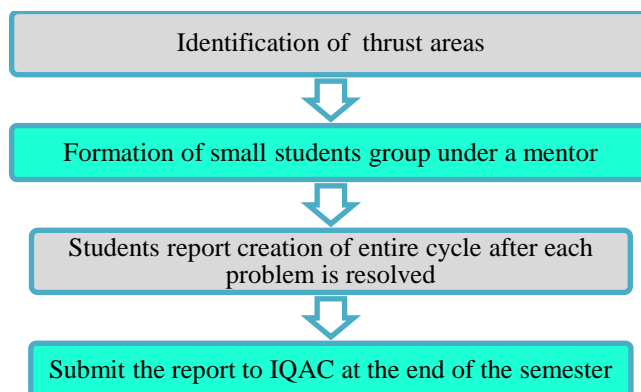 Identification of thrust areas
Formation of small students group under a mentor
Students report creation of entire cycle after each
problem is resolved
Submit the report to IQAC at the end of the semester